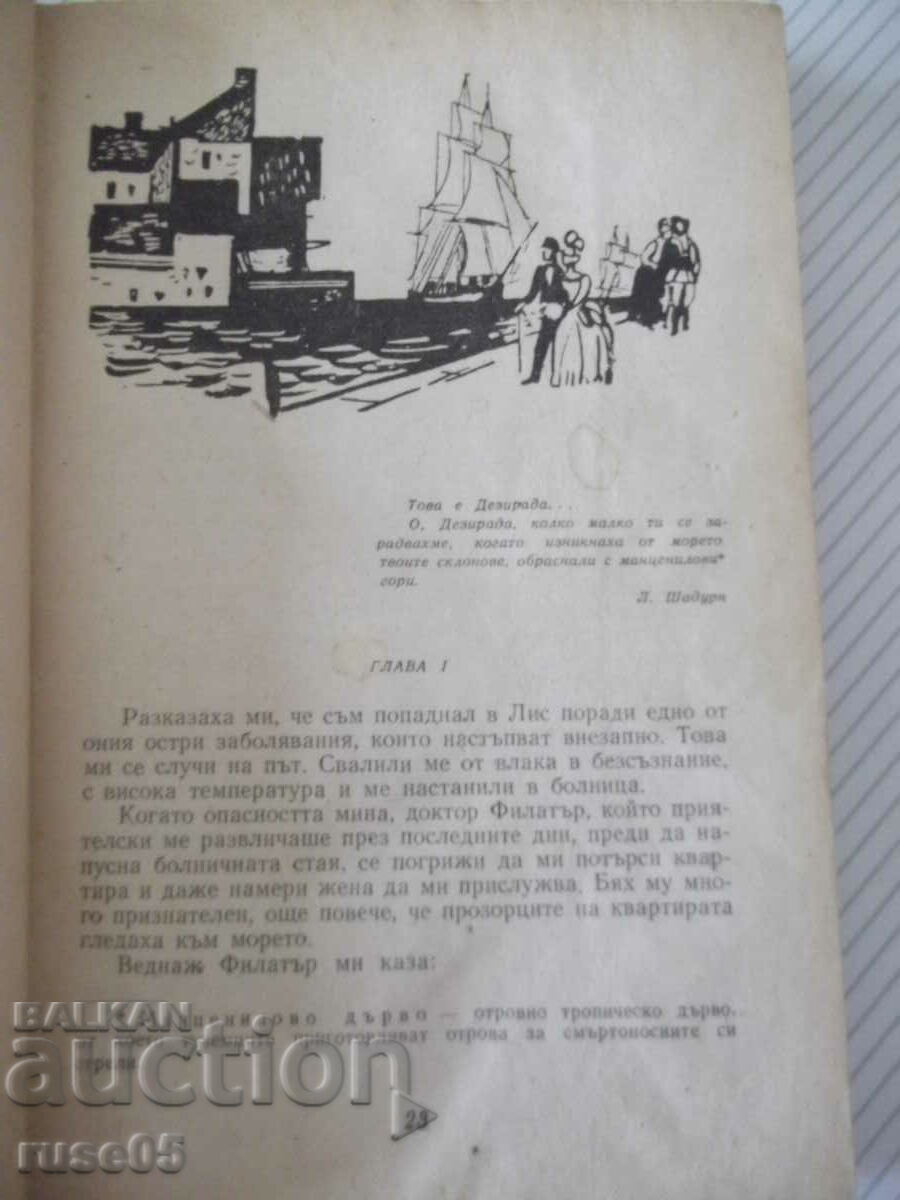 Това е Дезирада...
О, Дезирада, колко малко ти се за-
радвахме, когато изникнаха от морето
твоите склонове, обраснали с манценилови*
гори.
Л. Шадурн
ГЛАВА I
Разказаха ми, че съм попаднал в Лис поради едно от
ония остри заболявания, които настъпват внезапно. Това
ми се случи на път. Свалили ме от влака в безсъзнание,
с висока температура и ме настанили в болница.
Когато опасността мина, доктор Филатър, който прия-
телски ме развличаше през последните дни, преди да на-
пусна болничната стая, се погрижи да ми потърси квар-
тира и даже намери жена да ми прислужва. Бях му мно-
го признателен, още повече, че прозорците на квартирата
гледаха към морето.
Веднаж Филатър ми каза:
дърво — отровно тропическо дърво,
приготовляват отрова за смъртоносните си
стрели.
23
BALKAN
auction
ruse05